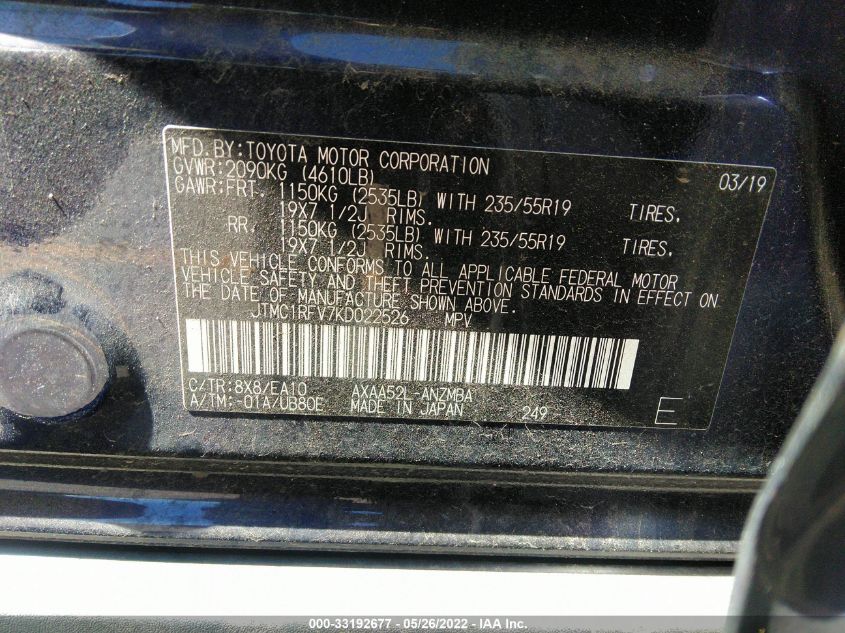 MFD.BY:TOYOTA MOTOR CORPORATION 03/19
GVWR:2090KG (4610LB)
GAWR:FRT. 1150KG (2535LB) WITH 235/55R19 TIRES,
19X7 1/2J RIMS.
RR. 1150KG (2535LB) WITH 235/55R19 TIRES,
19X7 1/2J RIMS.
THIS VEHICLE CONFORMS TO ALL APPLICABLE FEDERAL MOTOR
VEHICLE SAFETY AND THEFT PREVENTION STANDARDS IN EFFECT ON
THE DATE OF MANUFACTURE SHOWN ABOVE.
JTMC1RFV7KD022526 MPV
C/TR:8X8/EA10 AXAA52L-ANZMBA
A/TM:-01A/UB80E MADE IN JAPAN 249 E
000-33192677 - 05/26/2022 - IAA Inc.